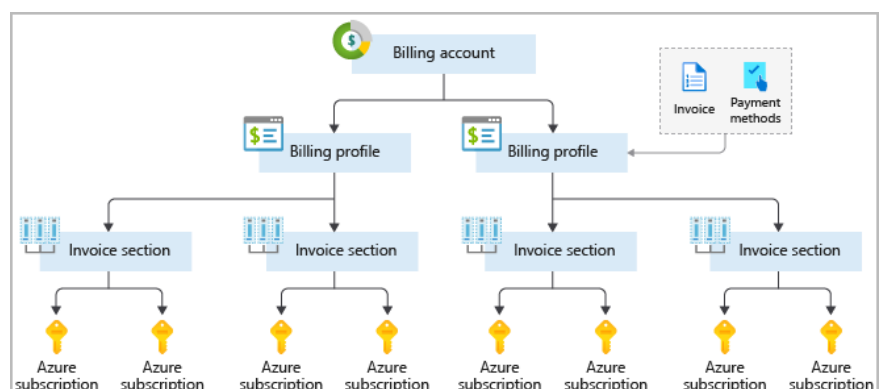 Billing account
Invoice
Payment
methods
Billing profile
Billing profile
Invoice section
Invoice section
Invoice section
Invoice section
Azure
subscription
Azure
subscription
Azure
subscription
Azure
subscription
Azure
subscription
Azure
subscription
Azure
subscription
Azure
subscription